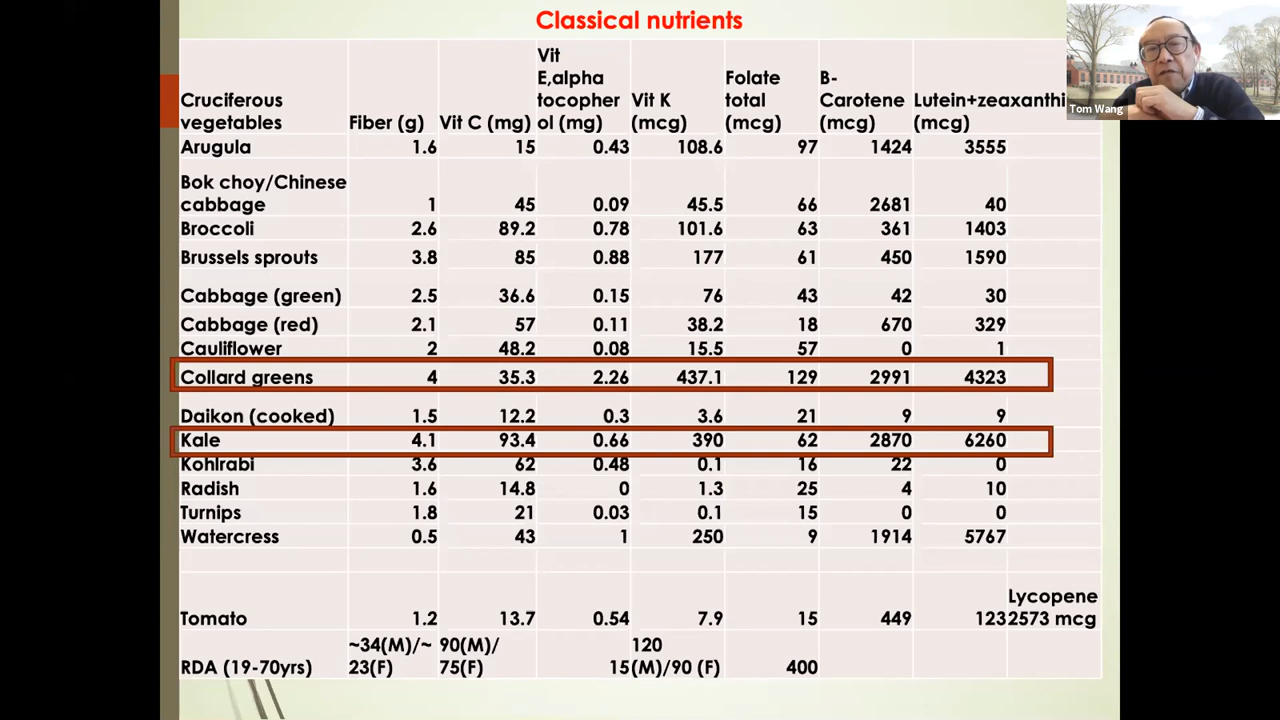 Classical nutrients
Cruciferous vegetables Fiber (g) Vit C (mg) Vit E,alpha tocopherol (mg) Vit K (mcg) Folate total (mcg) B-Carotene (mcg) Lutein+zeaxanthi (mcg)
Arugula 1.6 15 0.43 108.6 97 1424 3555
Bok choy/Chinese cabbage 1 45 0.09 45.5 66 2681 40
Broccoli 2.6 89.2 0.78 101.6 63 361 1403
Brussels sprouts 3.8 85 0.88 177 61 450 1590
Cabbage (green) 2.5 36.6 0.15 76 43 42 30
Cabbage (red) 2.1 57 0.11 38.2 18 670 329
Cauliflower 2 48.2 0.08 15.5 57 0 1
Collard greens 4 35.3 2.26 437.1 129 2991 4323
Daikon (cooked) 1.5 12.2 0.3 3.6 21 9 9
Kale 4.1 93.4 0.66 390 62 2870 6260
Kohlrabi 3.6 62 0.48 0.1 16 22 0
Radish 1.6 14.8 0 1.3 25 4 10
Turnips 1.8 21 0.03 0.1 15 0 0
Watercress 0.5 43 1 250 9 1914 5767
Tomato 1.2 13.7 0.54 7.9 15 449 123 Lycopene 2573 mcg
RDA (19-70yrs) ~34(M)/~23(F) 90(M)/75(F) 15 120 (M)/90 (F) 400
Tom Wang